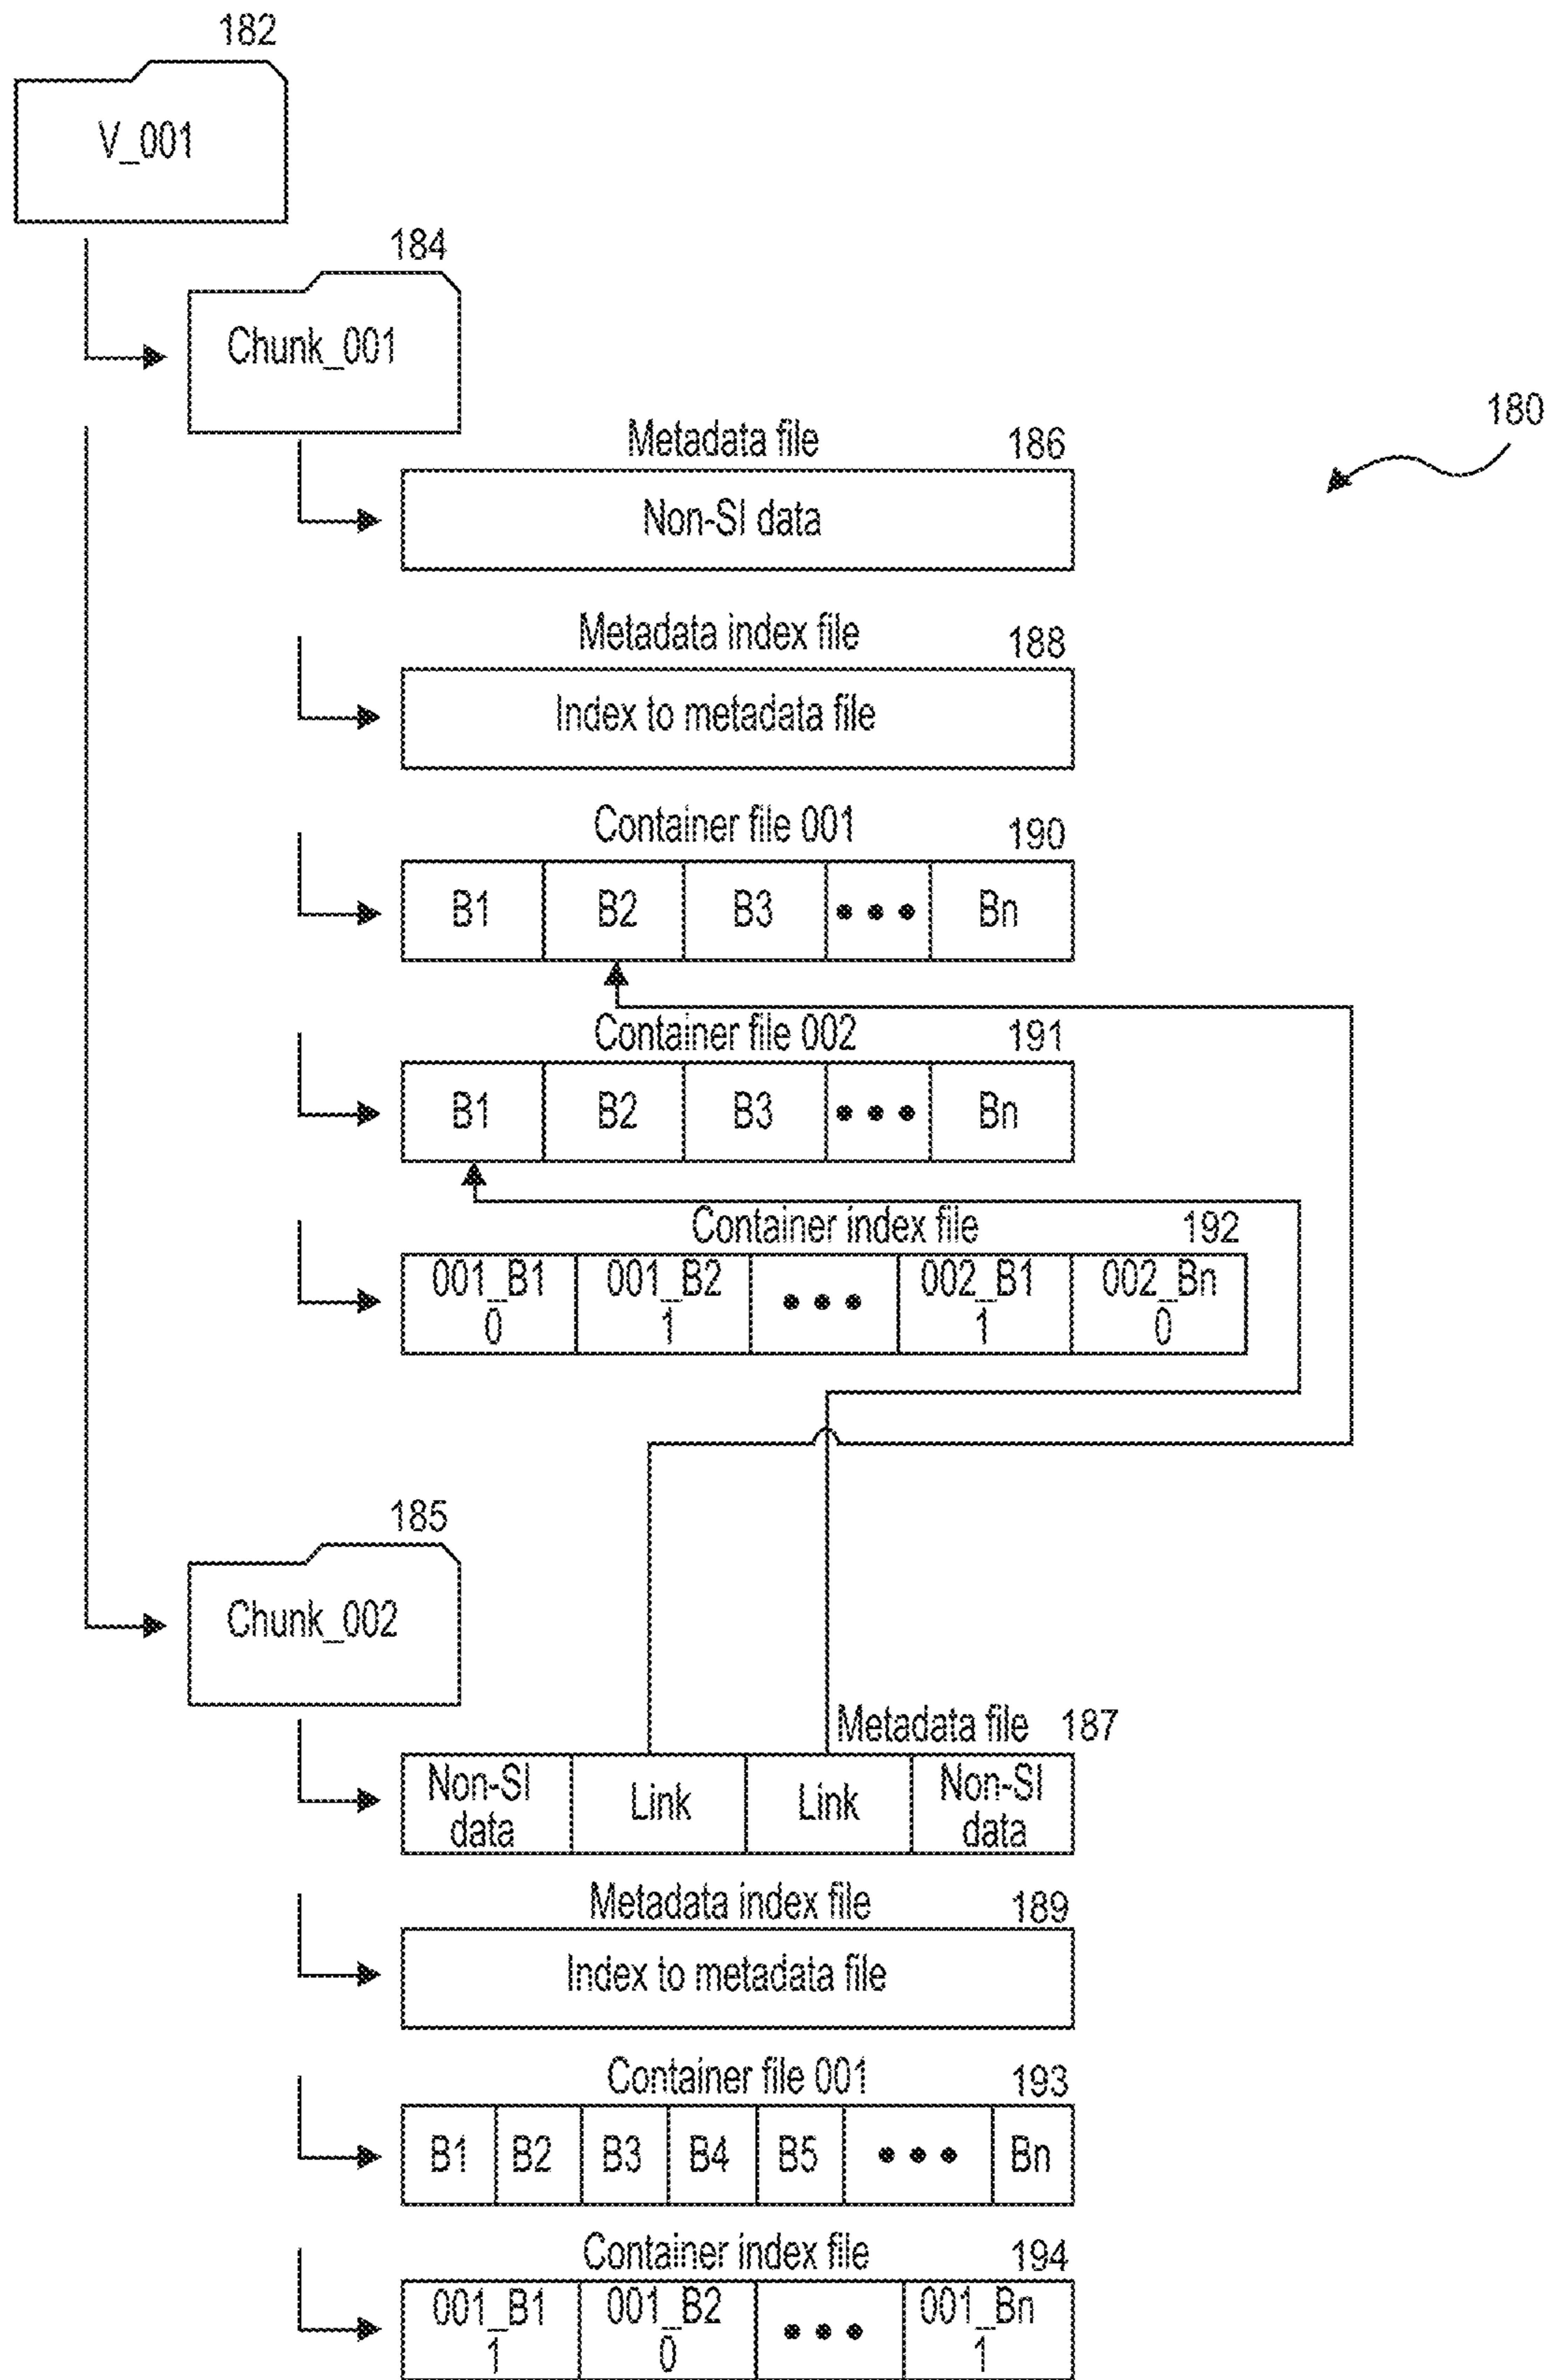 182
V_001
184
Chunk_001
180
Metadata file 186
Non-SI data
Metadata index file 188
Index to metadata file
Container file 001 190
B1 B2 B3 ••• Bn
Container file 002 191
B1 B2 B3 ••• Bn
Container index file 192
001_B1 001_B2 ••• 002_B1 002_Bn
0 1 1 0
185
Chunk_002
Metadata file 187
Non-SI Link Link Non-SI
data data
Metadata index file 189
Index to metadata file
Container file 001 193
B1 B2 B3 B4 B5 ••• Bn
Container index file 194
001_B1 001_B2 ••• 001_Bn
1 0 1